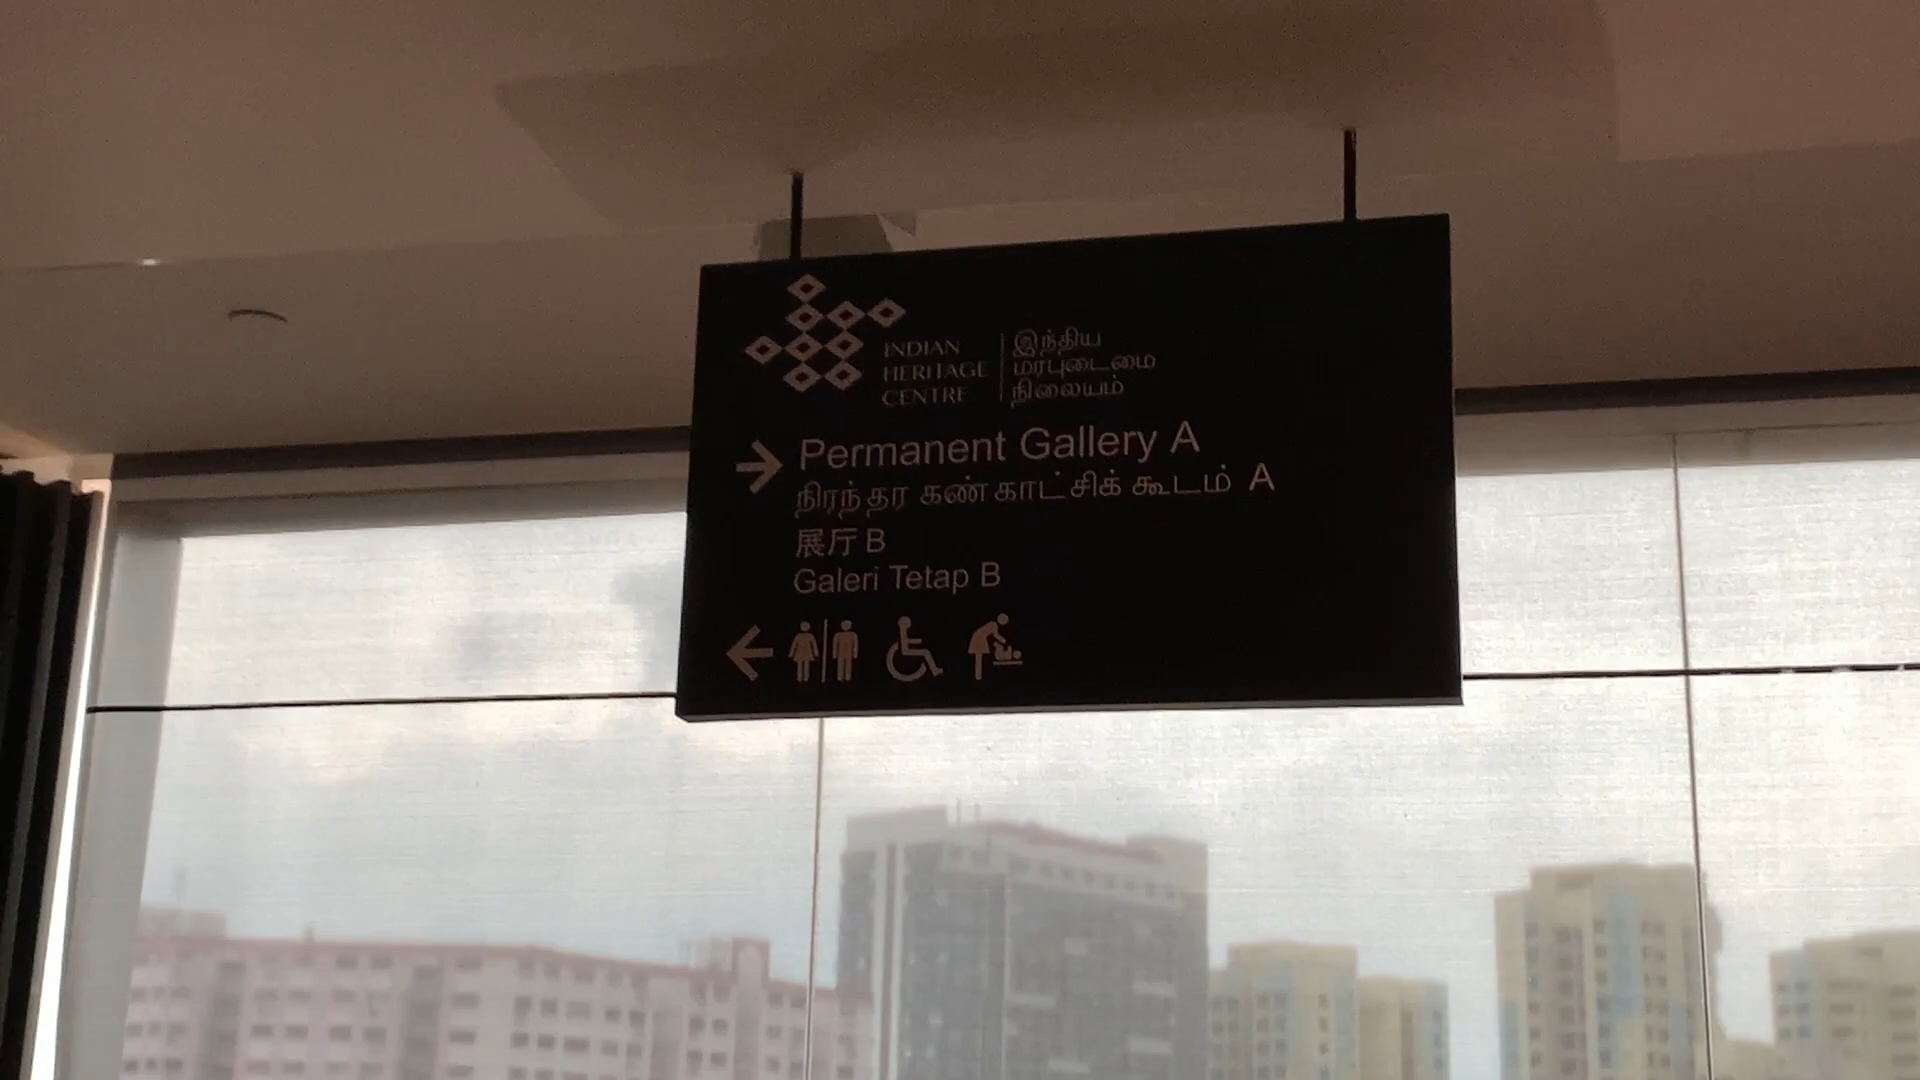 INDIAN
HERITAGE
CENTRE
இந்திய
மரபுடைமை
நிலையம்
Permanent Gallery A
நிரந்தர கண்காட்சிக் கூடம் A
展厅 B
Galeri Tetap B